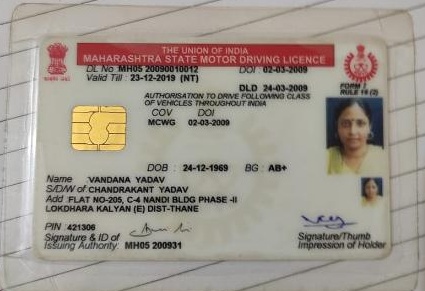 THE UNION OF INDIA
MAHARASHTRA STATE MOTOR DRIVING LICENCE
DL No MH05 20090010012 DOI : 02-03-2009
Valid Till : 23-12-2019 (NT)
DLD 24-03-2009
FORM 7
RULE 16 (2)
AUTHORISATION TO DRIVE FOLLOWING CLASS
OF VEHICLES THROUGHOUT INDIA
COV DOI
MCWG 02-03-2009
DOB : 24-12-1969 BG : AB+
Name : VANDANA YADAV
S/D/W of : CHANDRAKANT YADAV
Add : FLAT NO-205, C-4 NANDI BLDG PHASE -II
LOKDHARA KALYAN (E) DIST-THANE
PIN : 421306
Signature & ID of
Issuing Authority: MH05 200931
Signature/Thumb
Impression of Holder